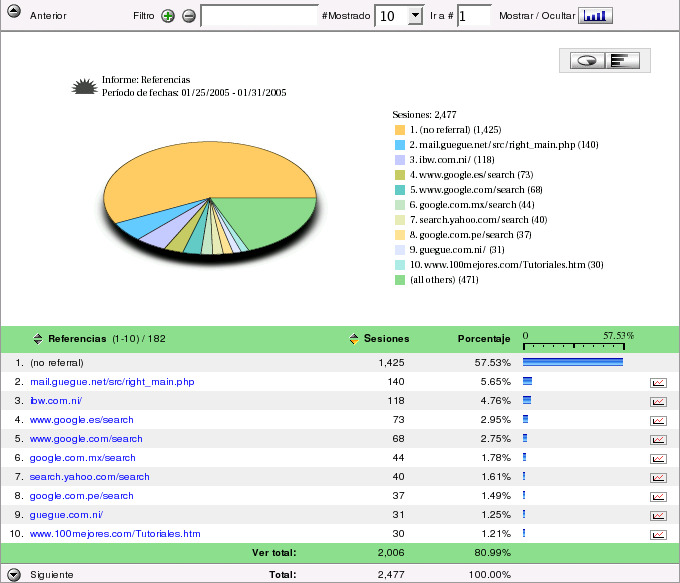 Anterior Filtro #Mostrado 10 Ir a # 1 Mostrar / Ocultar
Informe: Referencias
Período de fechas: 01/25/2005 - 01/31/2005
Sesiones: 2,477
1. (no referral) (1,425)
2. mail.guegue.net/src/right_main.php (140)
3. ibw.com.ni/ (118)
4. www.google.es/search (73)
5. www.google.com/search (68)
6. google.com.mx/search (44)
7. search.yahoo.com/search (40)
8. google.com.pe/search (37)
9. guegue.com.ni/ (31)
10. www.100mejores.com/Tutoriales.htm (30)
(all others) (471)
Referencias (1-10) / 182 Sesiones Porcentaje 0 57.53%
1. (no referral) 1,425 57.53%
2. mail.guegue.net/src/right_main.php 140 5.65%
3. ibw.com.ni/ 118 4.76%
4. www.google.es/search 73 2.95%
5. www.google.com/search 68 2.75%
6. google.com.mx/search 44 1.78%
7. search.yahoo.com/search 40 1.61%
8. google.com.pe/search 37 1.49%
9. guegue.com.ni/ 31 1.25%
10. www.100mejores.com/Tutoriales.htm 30 1.21%
Ver total: 2,006 80.99%
Siguiente Total: 2,477 100.00%